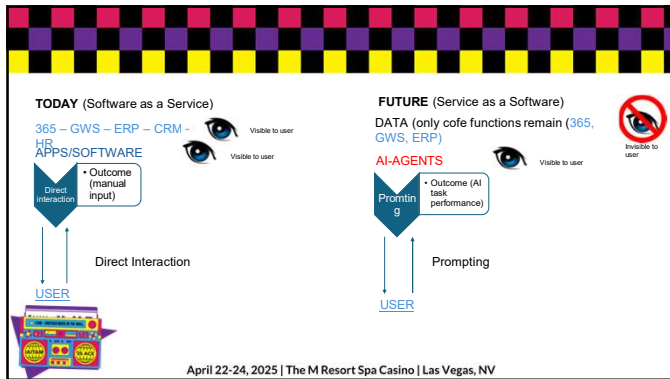 TODAY (Software as a Service)
365 – GWS – ERP – CRM -
HR
Visible to user
APPS/SOFTWARE
Visible to user
Direct
interaction
• Outcome
(manual
input)
Direct Interaction
USER
FUTURE (Service as a Software)
DATA (only cofe functions remain (365,
GWS, ERP)
Invisible to
user
AI-AGENTS
Visible to user
Promtin
g
• Outcome (AI
task
performance)
Prompting
USER
IAITAM
'25 ACE
April 22-24, 2025 | The M Resort Spa Casino | Las Vegas, NV